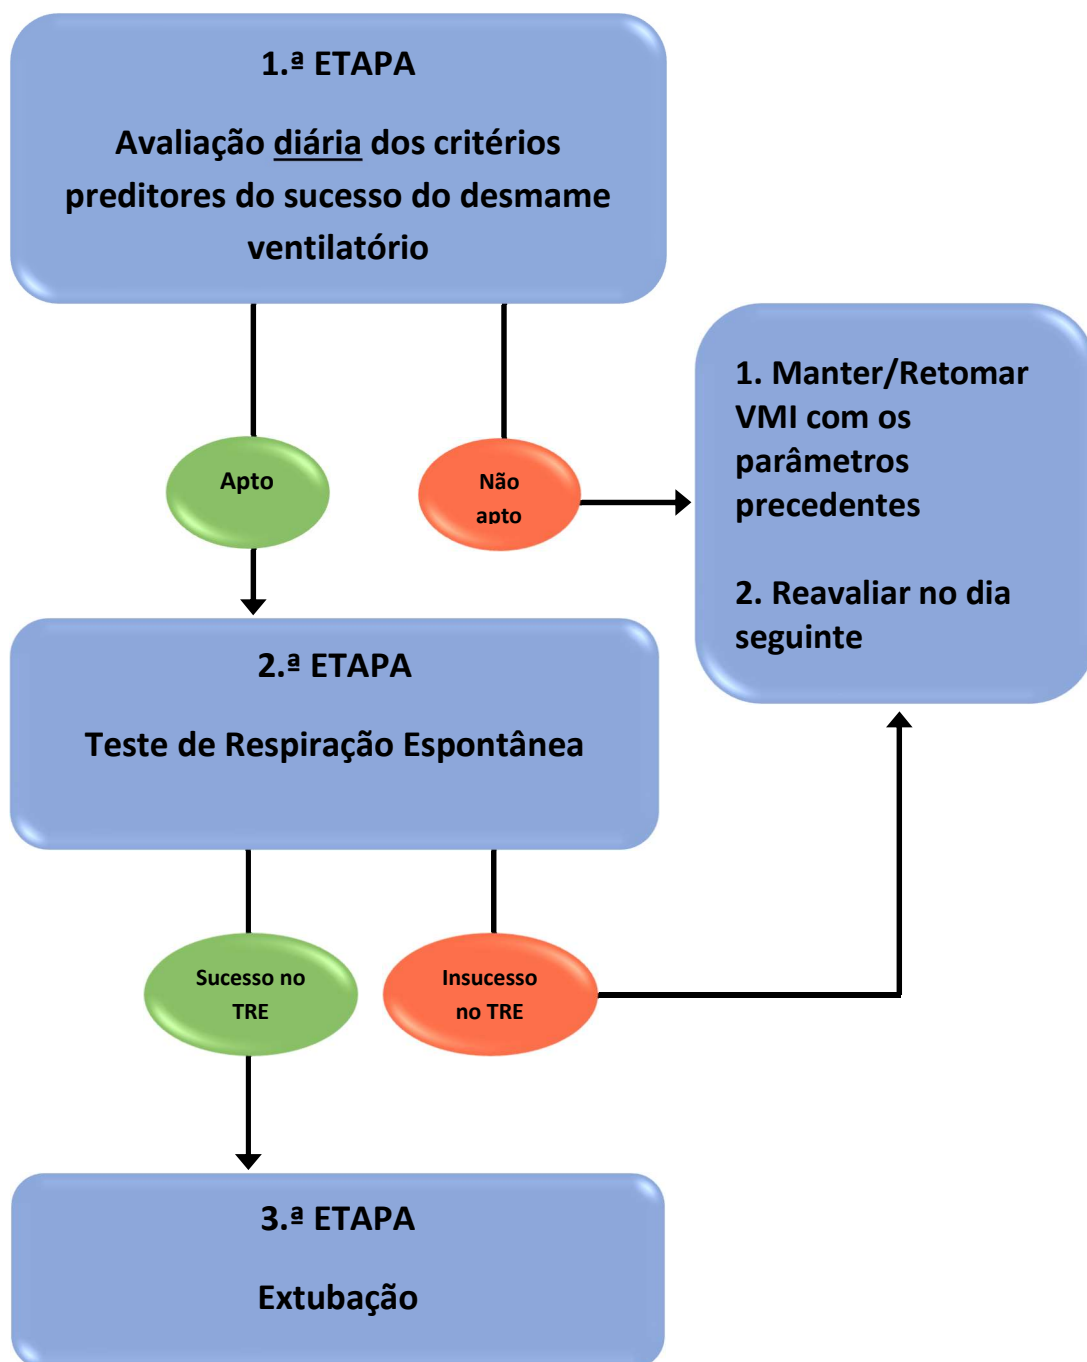 1.ª ETAPA
Avaliação diária dos critérios
preditores do sucesso do desmame
ventilatório
Apto
Não
apto
1. Manter/Retomar
VMI com os
parâmetros
precedentes
2. Reavaliar no dia
seguinte
2.ª ETAPA
Teste de Respiração Espontânea
Sucesso no
TRE
Insucesso
no TRE
3.ª ETAPA
Extubação